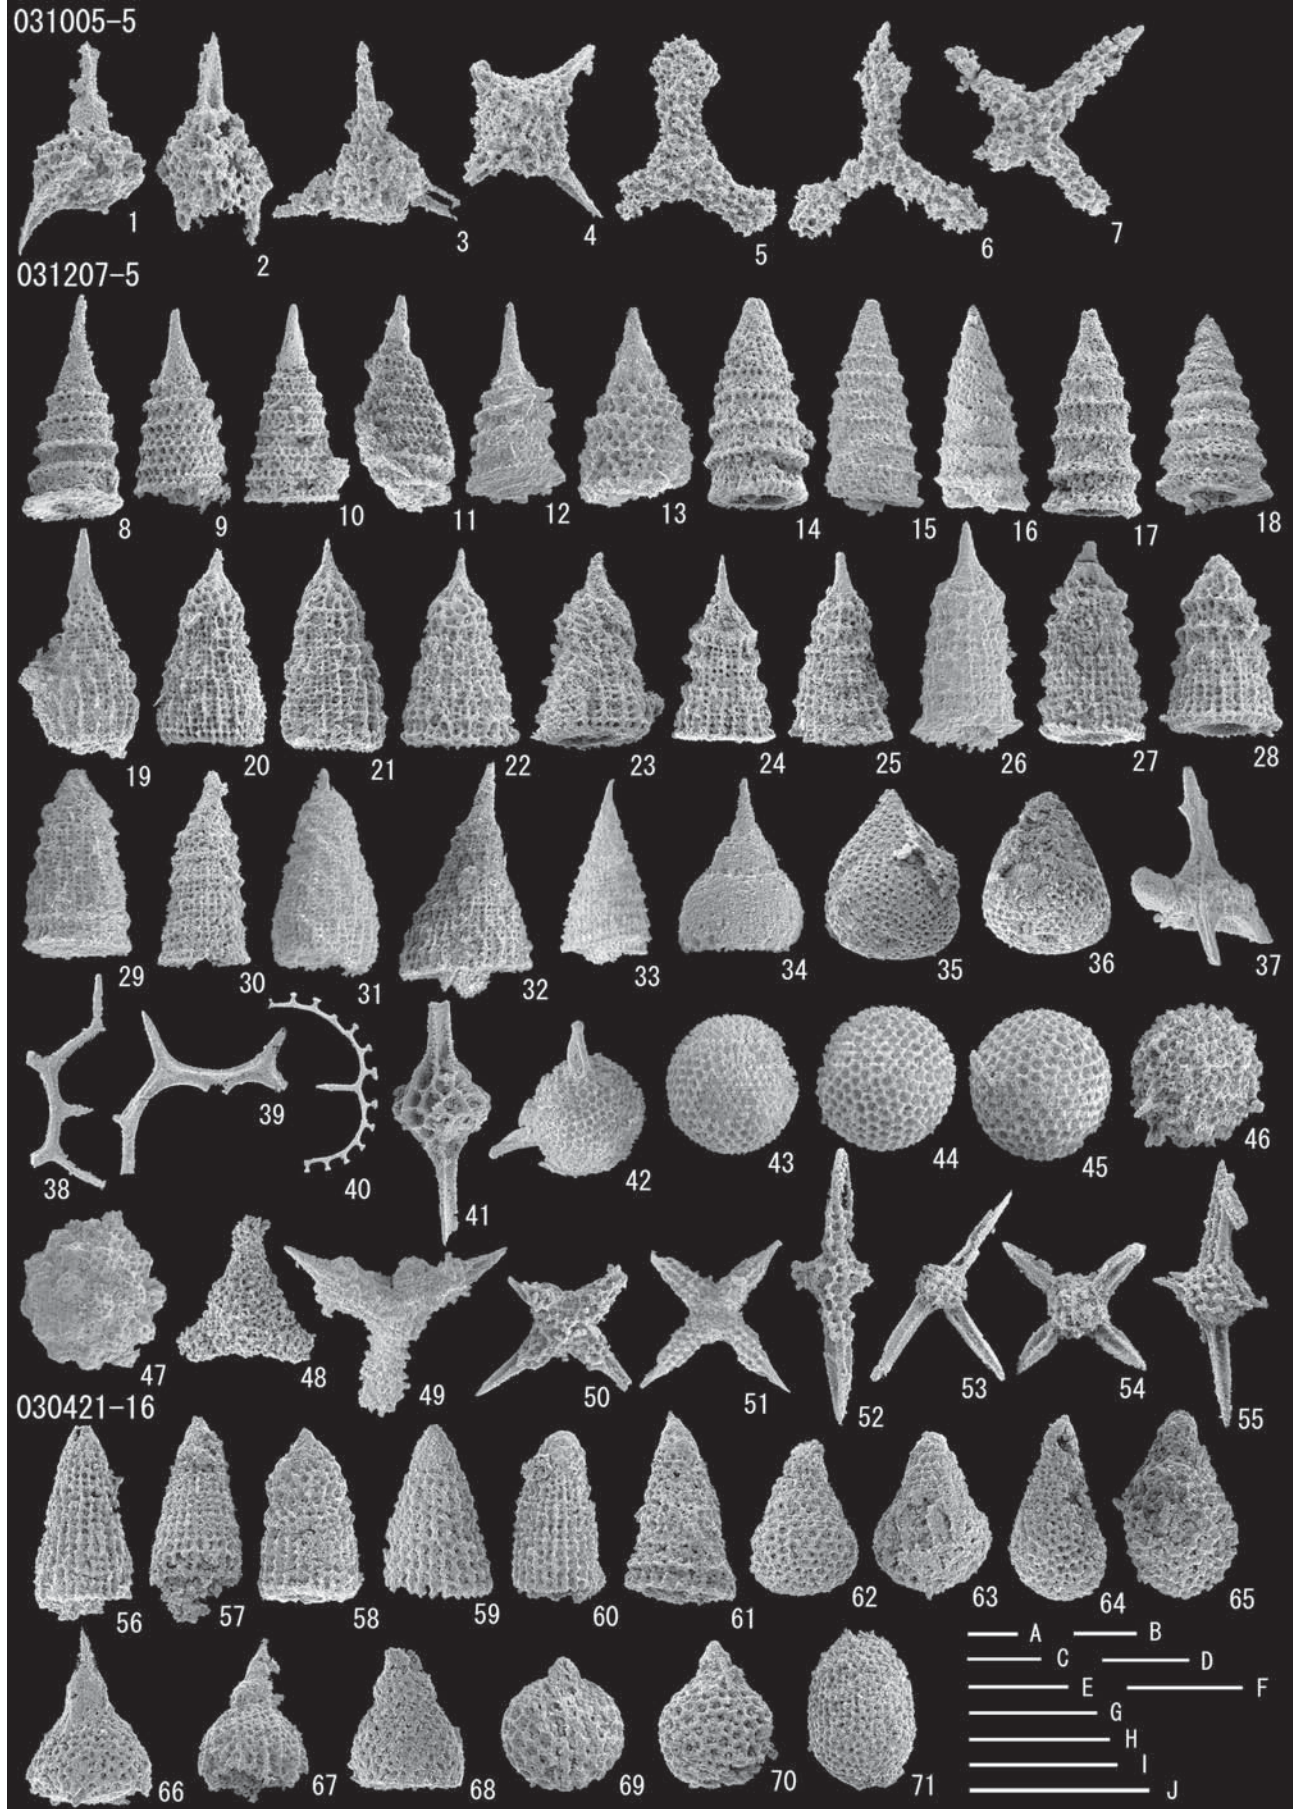 031005-5
1 2 3 4 5 6 7
031207-5
8 9 10 11 12 13 14 15 16 17 18
19 20 21 22 23 24 25 26 27 28
29 30 31 32 33 34 35 36 37
38 39 40 41 42 43 44 45 46
47 48 49 50 51 52 53 54 55
030421-16
56 57 58 59 60 61 62 63 64 65
A B
C D
E F
G
H
I
J
66 67 68 69 70 71